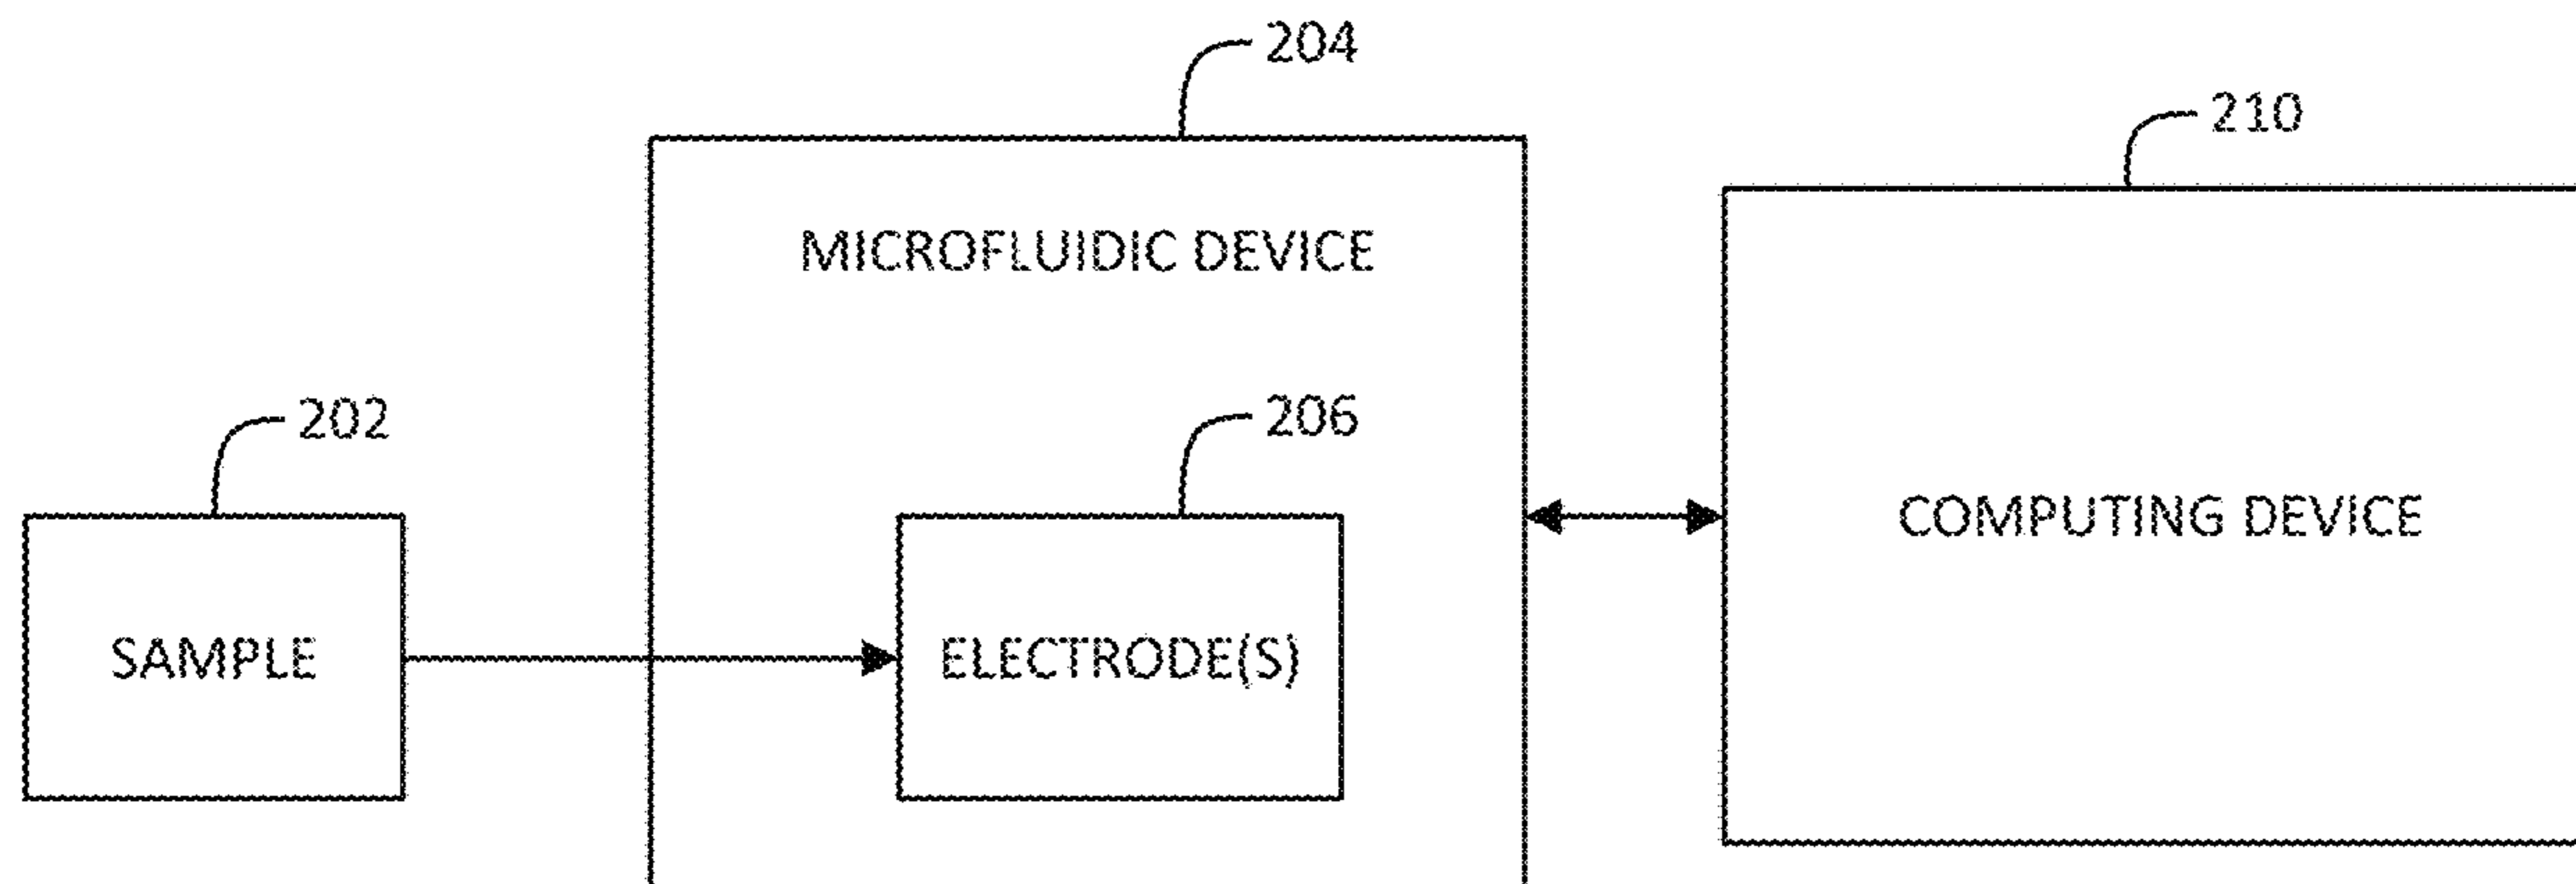 204
210
MICROFLUIDIC DEVICE
202
206
COMPUTING DEVICE
SAMPLE
ELECTRODE(S)